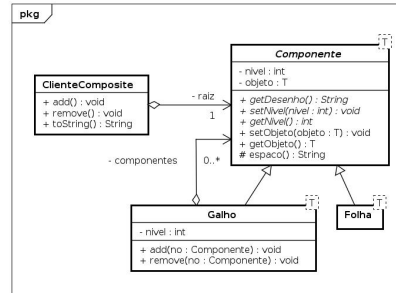 pkg
T
Componente
- nivel : int
- objeto : T
+ getDesenho() : String
+ setNivel(nivel : int) : void
+ getNivel() : int
+ setObjeto(objeto : T) : void
+ getObjeto() : T
# espaco() : String
ClienteComposite
+ add() : void
+ remove() : void
+ toString() : String
- raiz
1
- componentes
0..*
T
Galho
- nivel : int
+ add(no : Componente) : void
+ remove(no : Componente) : void
T
Folha